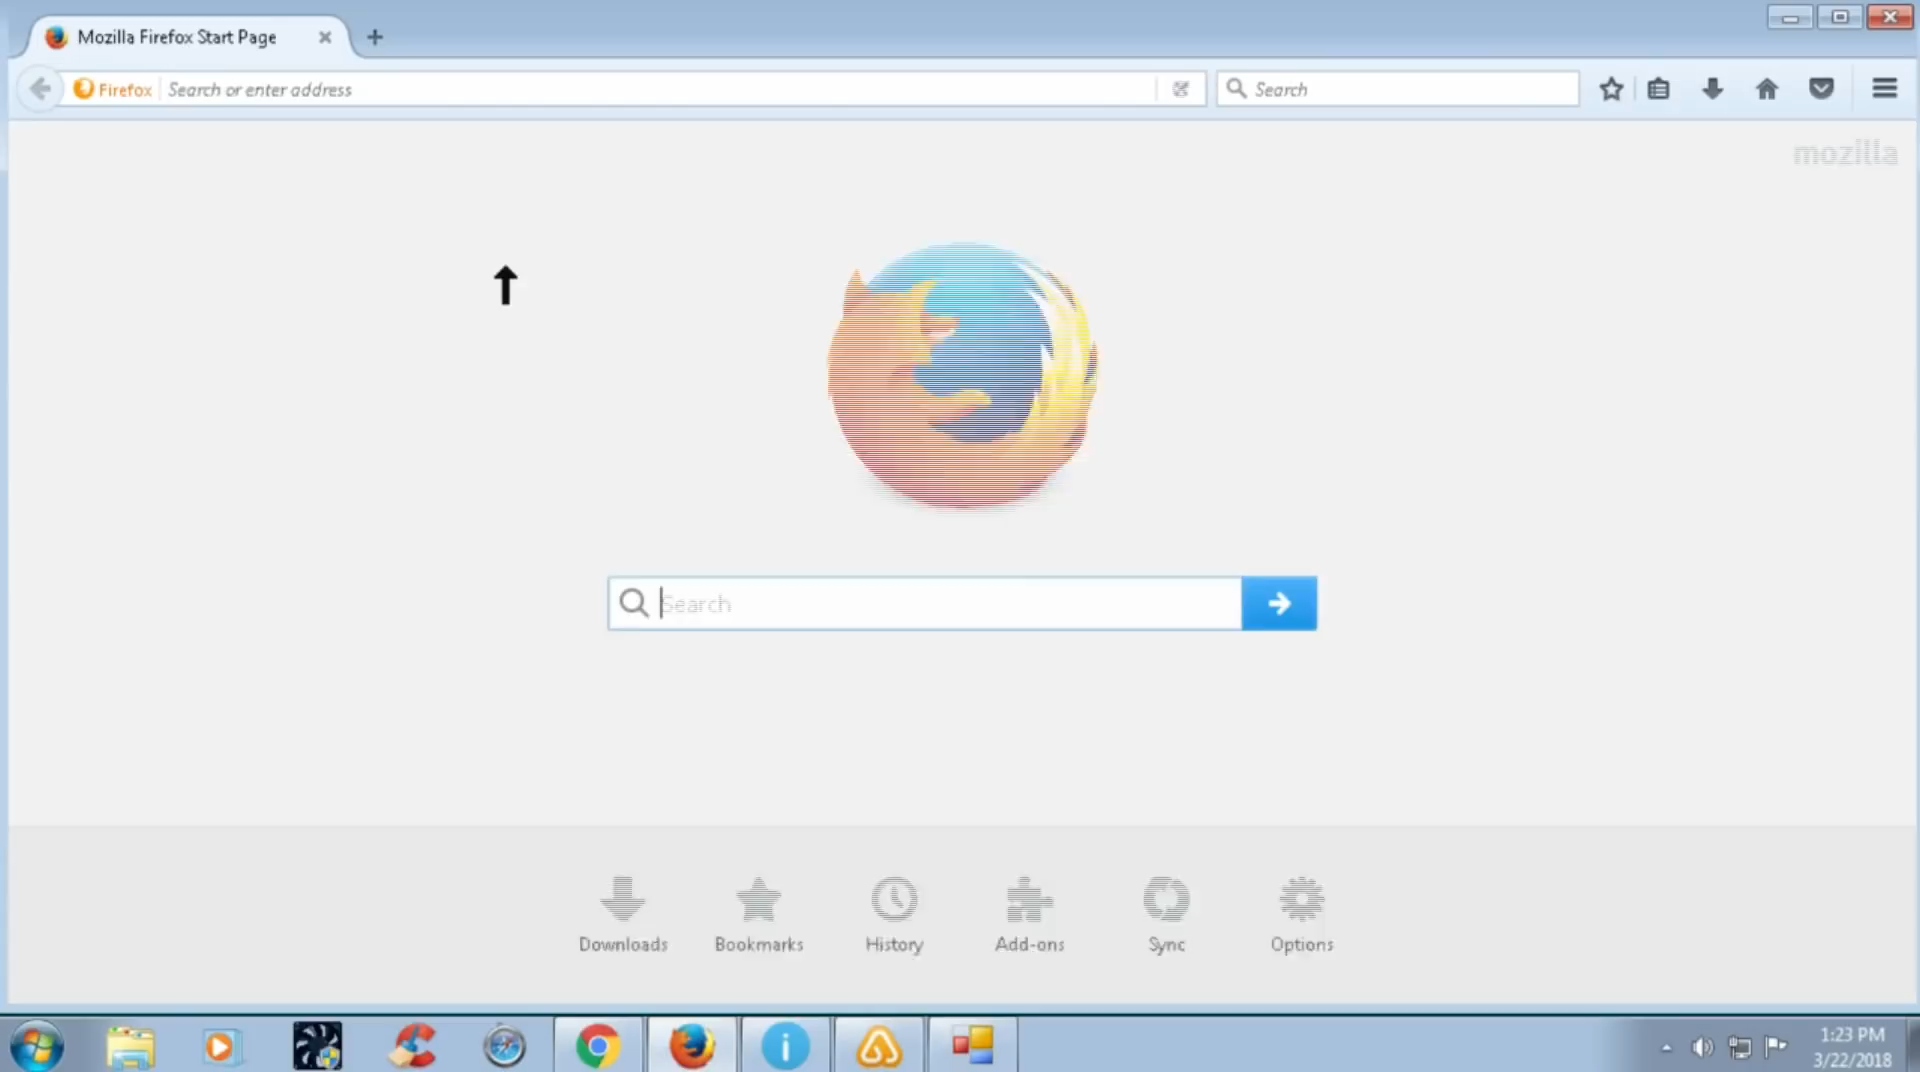 Mozilla Firefox Start Page
Firefox Search or enter address
Search
mozilla
Search
Downloads Bookmarks History Add-ons Sync Options
1:23 PM
3/22/2018